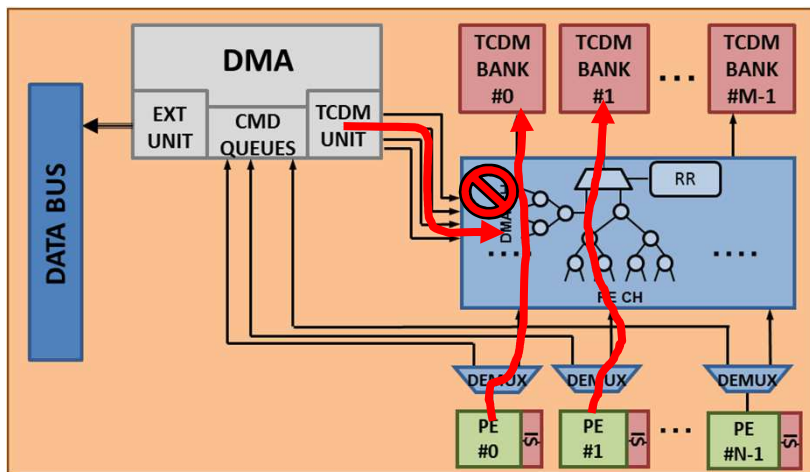 DMA
EXT
UNIT
CMD
QUEUES
TCDM
UNIT
DATA BUS
TCDM
BANK
#0
TCDM
BANK
#1
...
TCDM
BANK
#M-1
RR
DMA
....
....
PE CH
DEMUX
DEMUX
DEMUX
PE
#0
I$
PE
#1
I$
...
PE
#N-1
I$